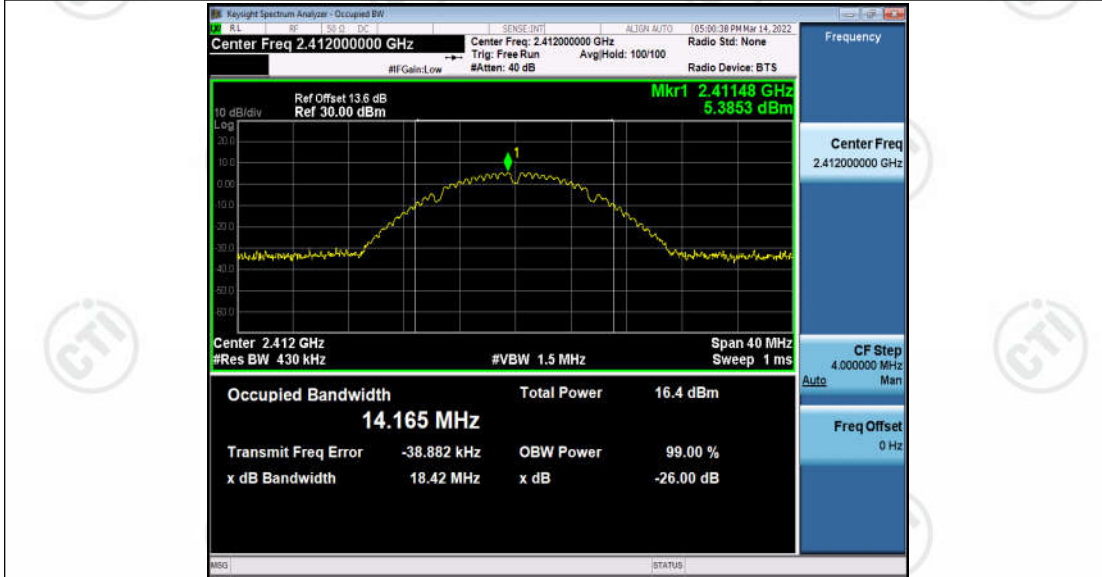 Keysight Spectrum Analyzer - Occupied BW
RL RF 50 Ω DC SENSE:INT ALIGN AUTO 05:00:38 PM Mar 14, 2022
Center Freq 2.412000000 GHz Center Freq: 2.412000000 GHz Radio Std: None
Trig: Free Run Avg|Hold: 100/100
#IFGain:Low #Atten: 40 dB Radio Device: BTS
Frequency
Mkr1 2.41148 GHz
5.3853 dBm
Ref Offset 13.6 dB
10 dB/div Ref 30.00 dBm
Log
20.0
10.0
0.00
-10.0
-20.0
-30.0
-40.0
-50.0
-60.0
1
Center Freq
2.412000000 GHz
Center 2.412 GHz Span 40 MHz
#Res BW 430 kHz #VBW 1.5 MHz Sweep 1 ms
CF Step
4.000000 MHz
Auto Man
Freq Offset
0 Hz
Occupied Bandwidth Total Power 16.4 dBm
14.165 MHz
Transmit Freq Error -38.882 kHz OBW Power 99.00 %
x dB Bandwidth 18.42 MHz x dB -26.00 dB
MSG STATUS
CTI
CTI